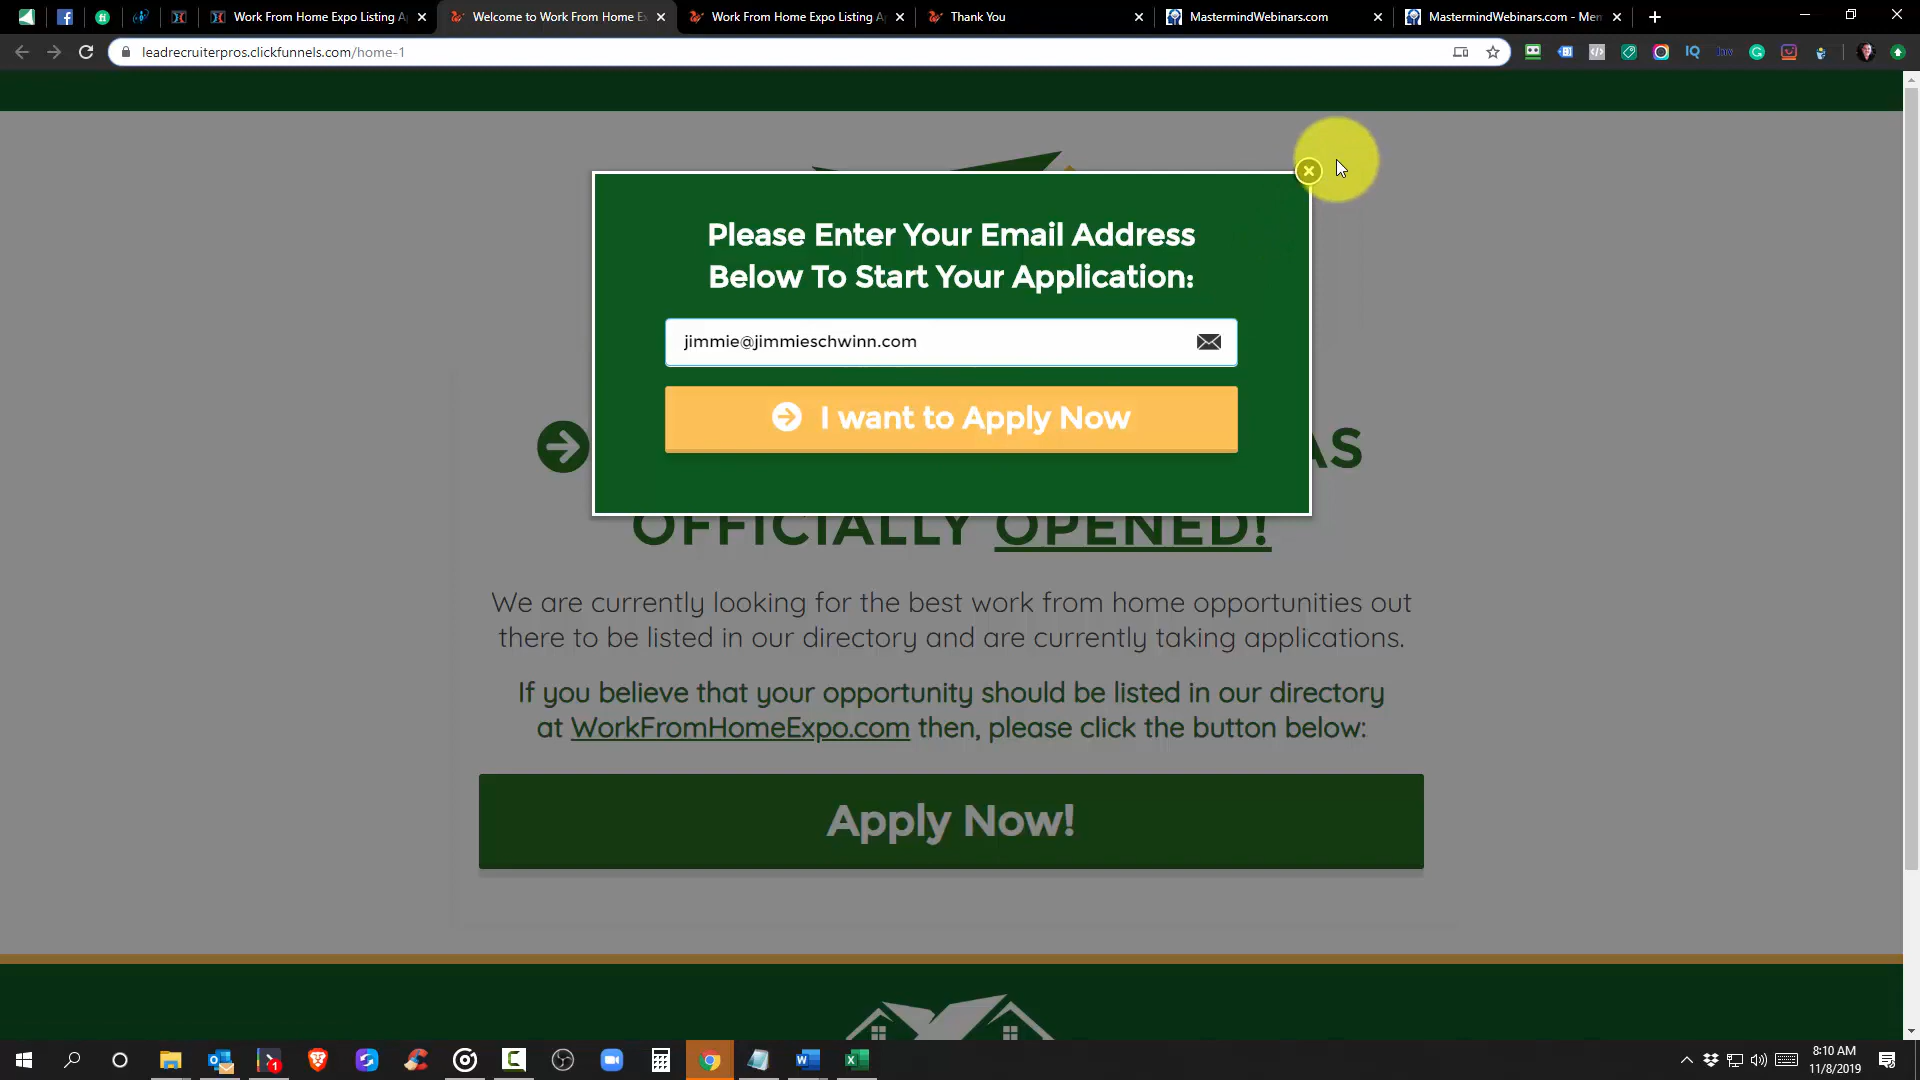 Work From Home Expo Listing A
Welcome to Work From Home E
Work From Home Expo Listing A
Thank You
MastermindWebinars.com
MastermindWebinars.com - Mem
leadrecruiterpros.clickfunnels.com/home-1
Please Enter Your Email Address
Below To Start Your Application:
jimmie@jimmieschwinn.com
I want to Apply Now
AS
OFFICIALLY OPENED!
We are currently looking for the best work from home opportunities out
there to be listed in our directory and are currently taking applications.
If you believe that your opportunity should be listed in our directory
at WorkFromHomeExpo.com then, please click the button below:
Apply Now!
8:10 AM
11/8/2019